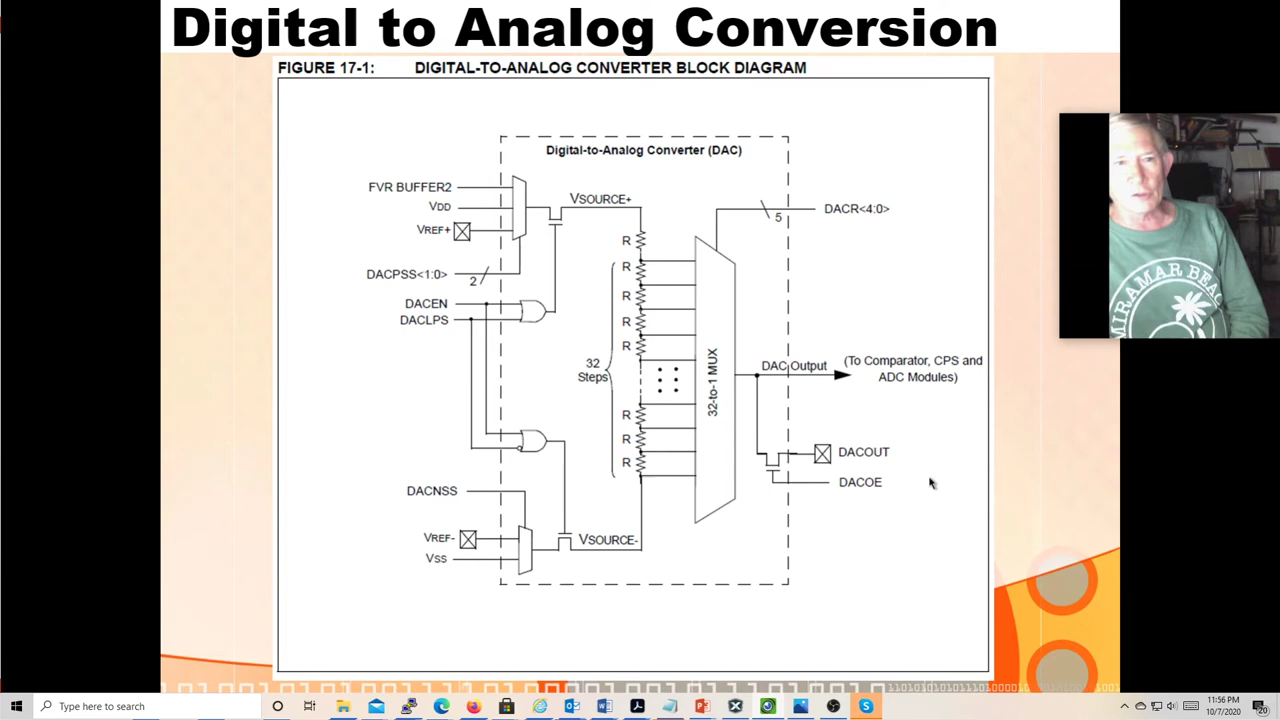 Digital to Analog Conversion
FIGURE 17-1: DIGITAL-TO-ANALOG CONVERTER BLOCK DIAGRAM
Digital-to-Analog Converter (DAC)
FVR BUFFER2
VDD
VREF+
DACPSS<1:0>
2
DACEN
DACLPS
VSOURCE+
R
R
R
R
R
32
Steps
R
R
R
32-to-1 MUX
5
DACR<4:0>
DAC Output
(To Comparator, CPS and
ADC Modules)
DACOUT
DACOE
DACNSS
VREF-
VSS
VSOURCE-
MIRAMAR BEACH
Type here to search
11:56 PM
10/7/2020
20